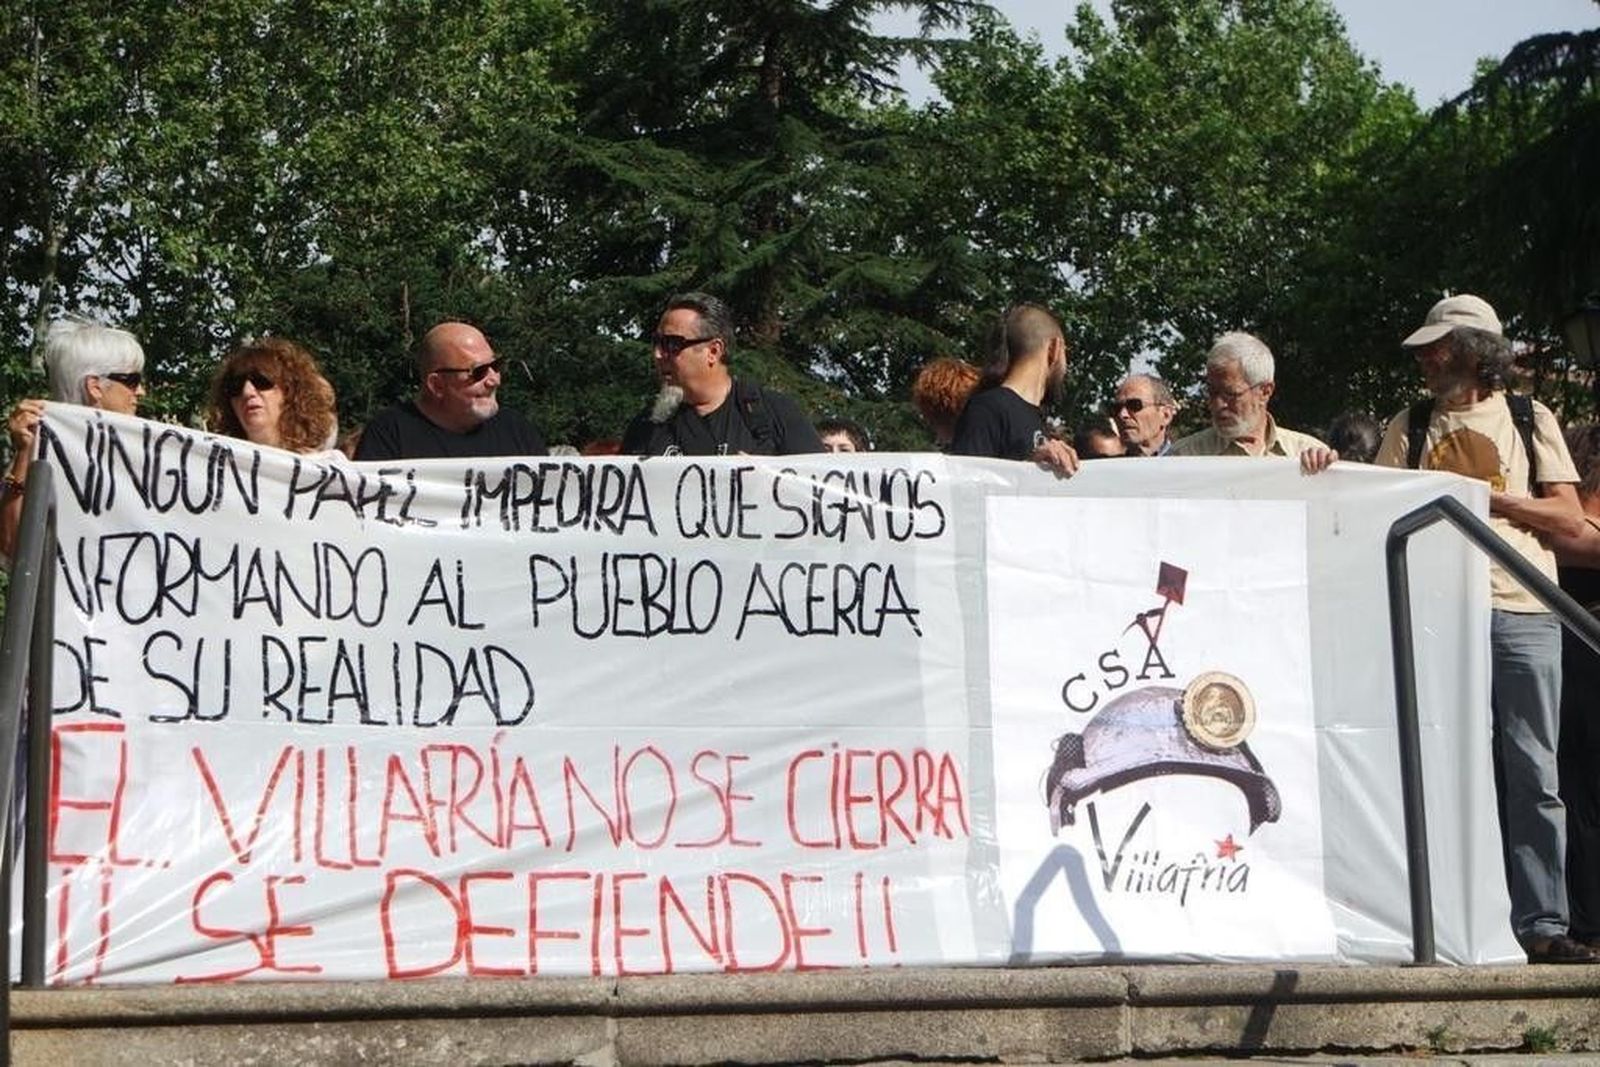 NINGÚN PAPEL IMPEDIRÁ QUE SIGAMOS
INFORMANDO AL PUEBLO ACERCA
DE SU REALIDAD
EL.. VILLAFRÍA NO SE CIERRA
¡¡ SE DEFIENDE!!
CSA
Villafría